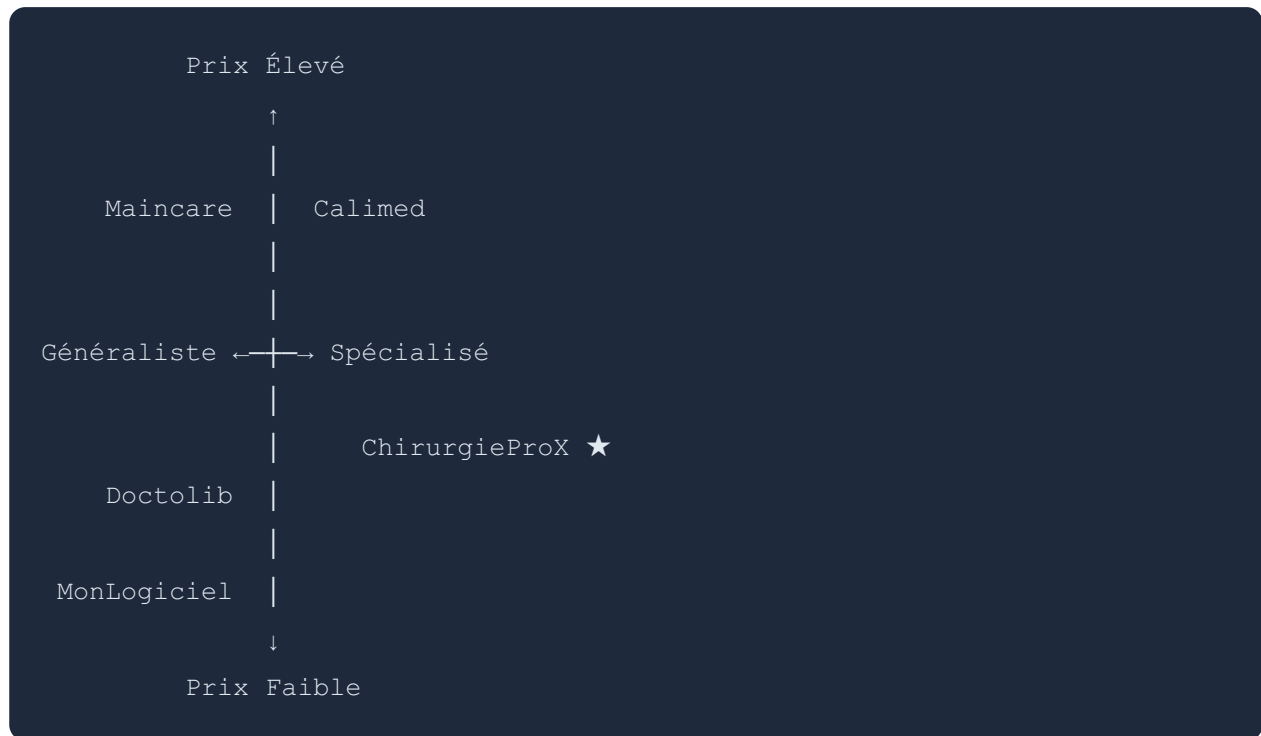 Prix Élevé
↑
│
Maincare │ Calimed
│
│
Généraliste ←─┼─→ Spécialisé
│
│ ChirurgieProX ★
Doctolib │
│
MonLogiciel │
↓
Prix Faible